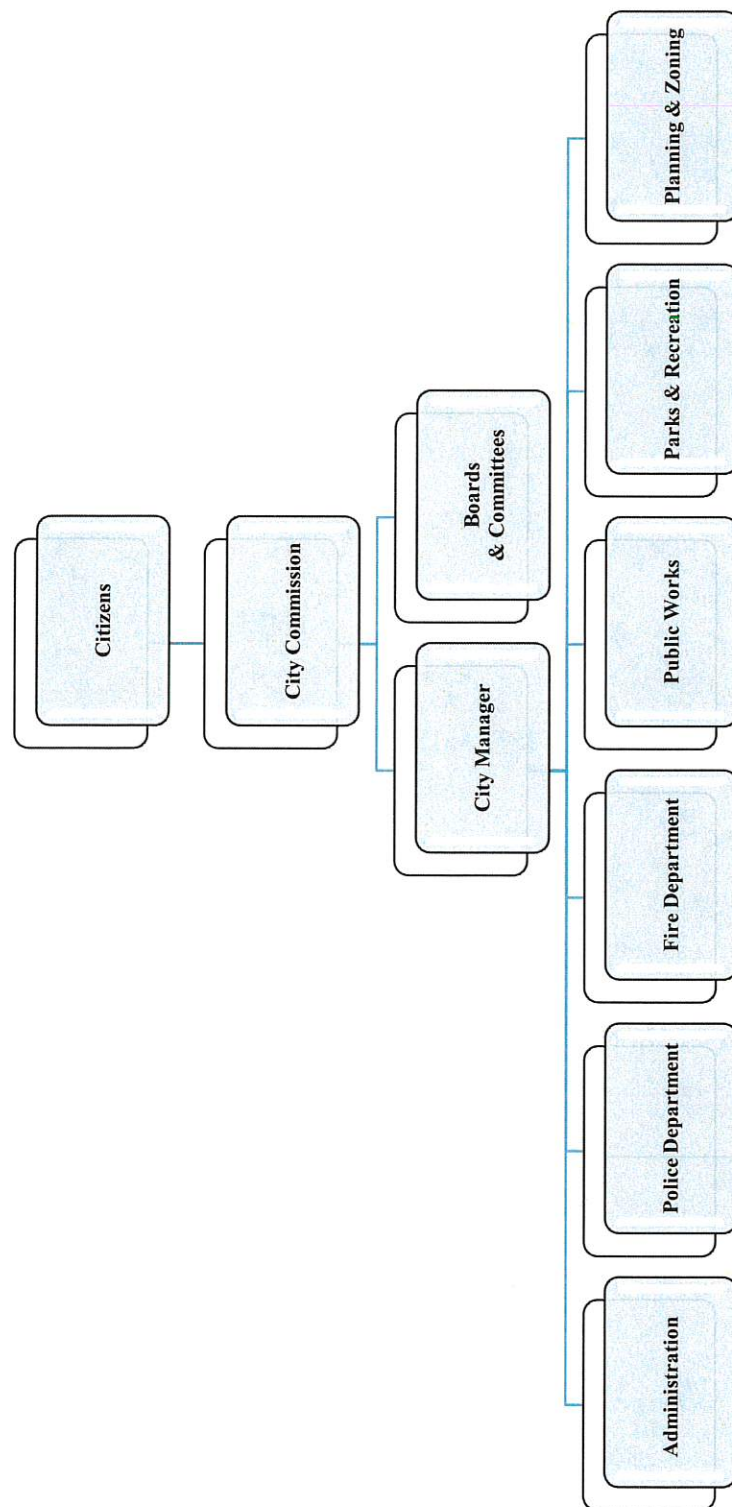 Citizens
City Commission
City Manager
Boards
& Committees
Administration
Police Department
Fire Department
Public Works
Parks & Recreation
Planning & Zoning